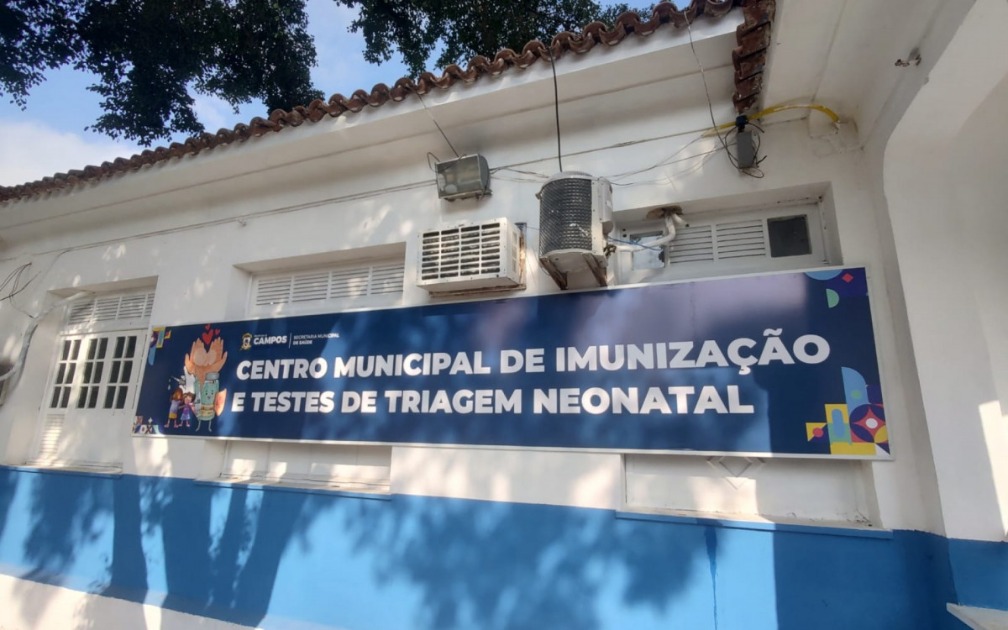 CAMPOS
SECRETARIA MUNICIPAL
DE SAÚDE
CENTRO MUNICIPAL DE IMUNIZAÇÃO
E TESTES DE TRIAGEM NEONATAL